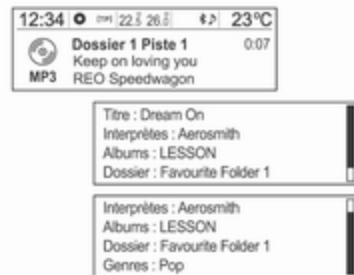 12:34 22.5 26.5 23°C
Dossier 1 Piste 1 0:07
Keep on loving you
MP3 REO Speedwagon
Titre : Dream On
Interprètes : Aerosmith
Albums : LESSON
Dossier : Favourite Folder 1
Interprètes : Aerosmith
Albums : LESSON
Dossier : Favourite Folder 1
Genres : Pop